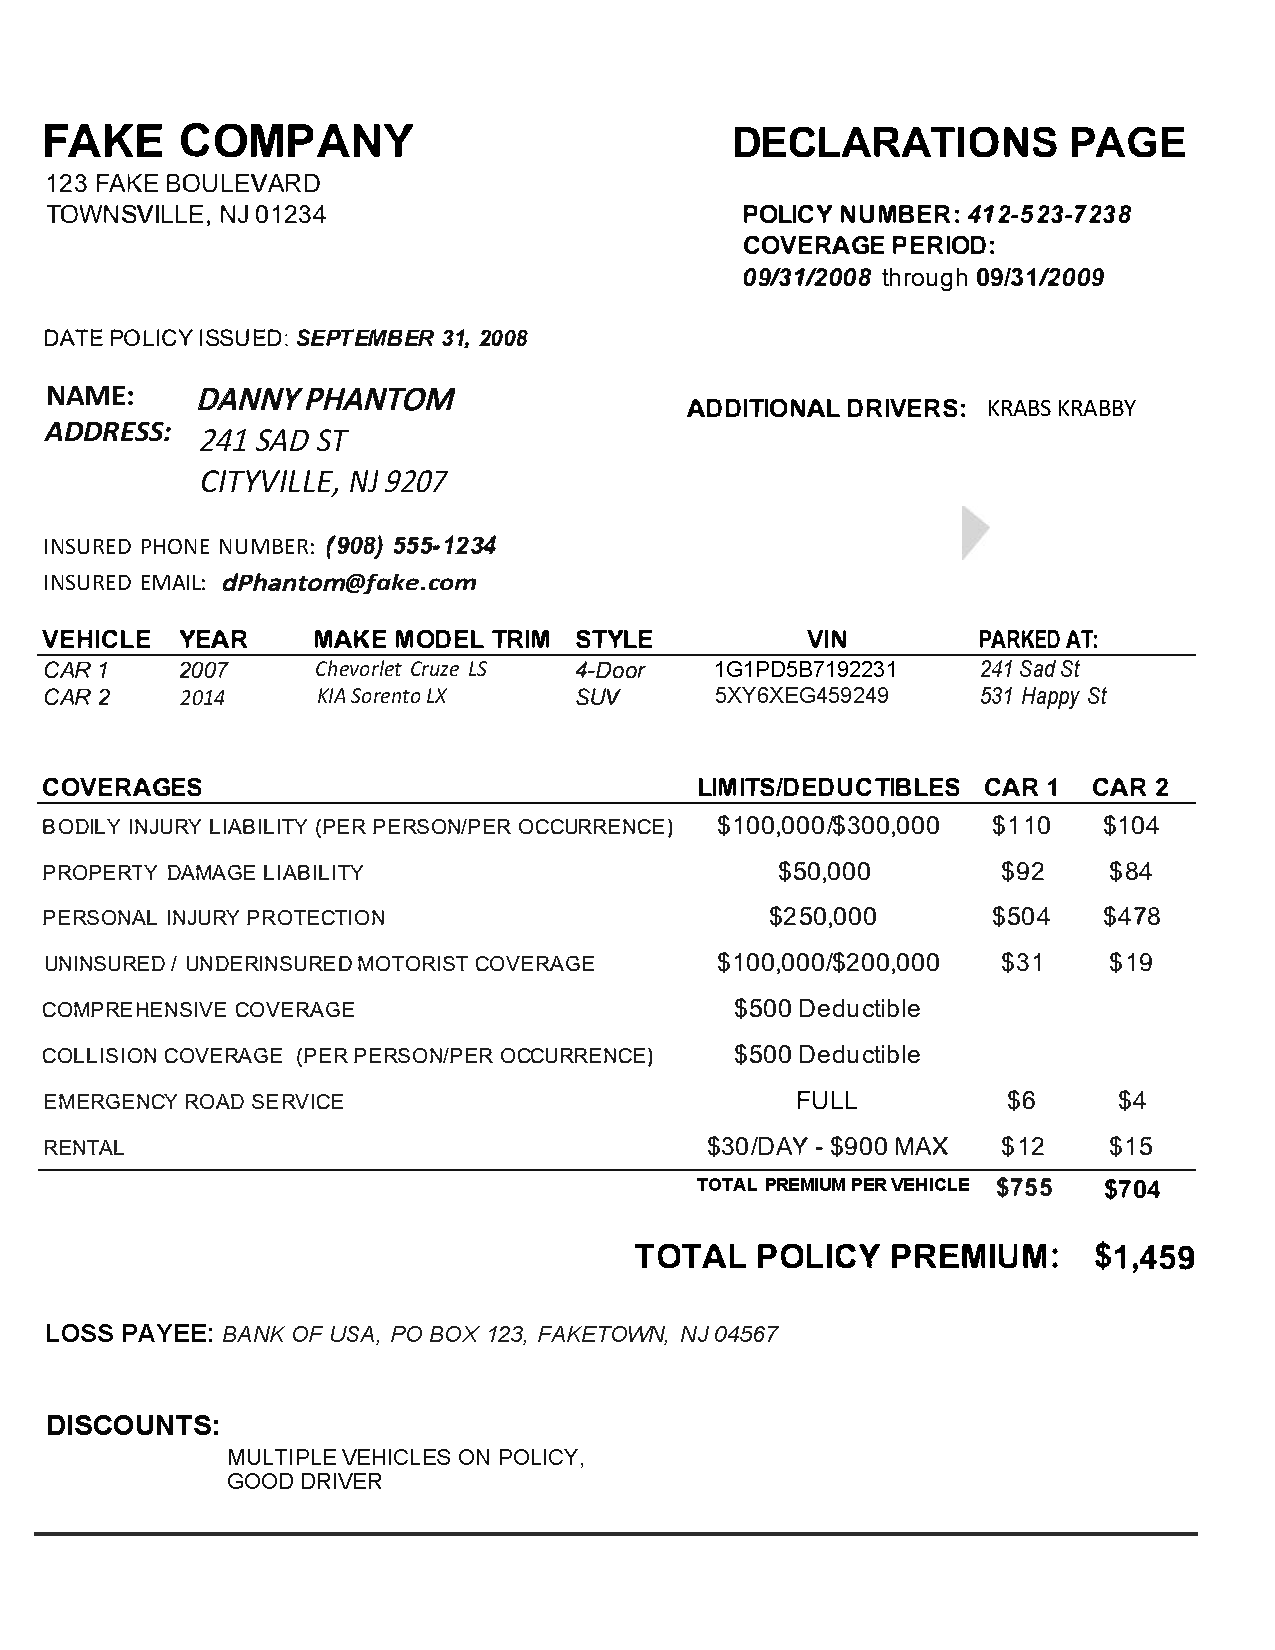 FAKE COMPANY
DECLARATIONS PAGE
123 FAKE BOULEVARD
TOWNSVILLE, NJ 01234
POLICY NUMBER: 412-523-7238
COVERAGE PERIOD:
09/31/2008 through 09/31/2009
DATE POLICY ISSUED: SEPTEMBER 31, 2008
NAME: DANNY PHANTOM
ADDRESS: 241 SAD ST
CITYVILLE, NJ 9207
ADDITIONAL DRIVERS: KRABS KRABBY
INSURED PHONE NUMBER: (908) 555-1234
INSURED EMAIL: dPhantom@fake.com
VEHICLE YEAR MAKE MODEL TRIM STYLE VIN PARKED AT:
CAR 1 2007 Chevorlet Cruze LS 4-Door 1G1PD5B7192231 241 Sad St
CAR 2 2014 KIA Sorento LX SUV 5XY6XEG459249 531 Happy St
COVERAGES LIMITS/DEDUCTIBLES CAR 1 CAR 2
BODILY INJURY LIABILITY (PER PERSON/PER OCCURRENCE) $100,000/$300,000 $110 $104
PROPERTY DAMAGE LIABILITY $50,000 $92 $84
PERSONAL INJURY PROTECTION $250,000 $504 $478
UNINSURED / UNDERINSURED MOTORIST COVERAGE $100,000/$200,000 $31 $19
COMPREHENSIVE COVERAGE $500 Deductible
COLLISION COVERAGE (PER PERSON/PER OCCURRENCE) $500 Deductible
EMERGENCY ROAD SERVICE FULL $6 $4
RENTAL $30/DAY - $900 MAX $12 $15
TOTAL PREMIUM PER VEHICLE $755 $704
TOTAL POLICY PREMIUM: $1,459
LOSS PAYEE: BANK OF USA, PO BOX 123, FAKETOWN, NJ 04567
DISCOUNTS:
MULTIPLE VEHICLES ON POLICY,
GOOD DRIVER